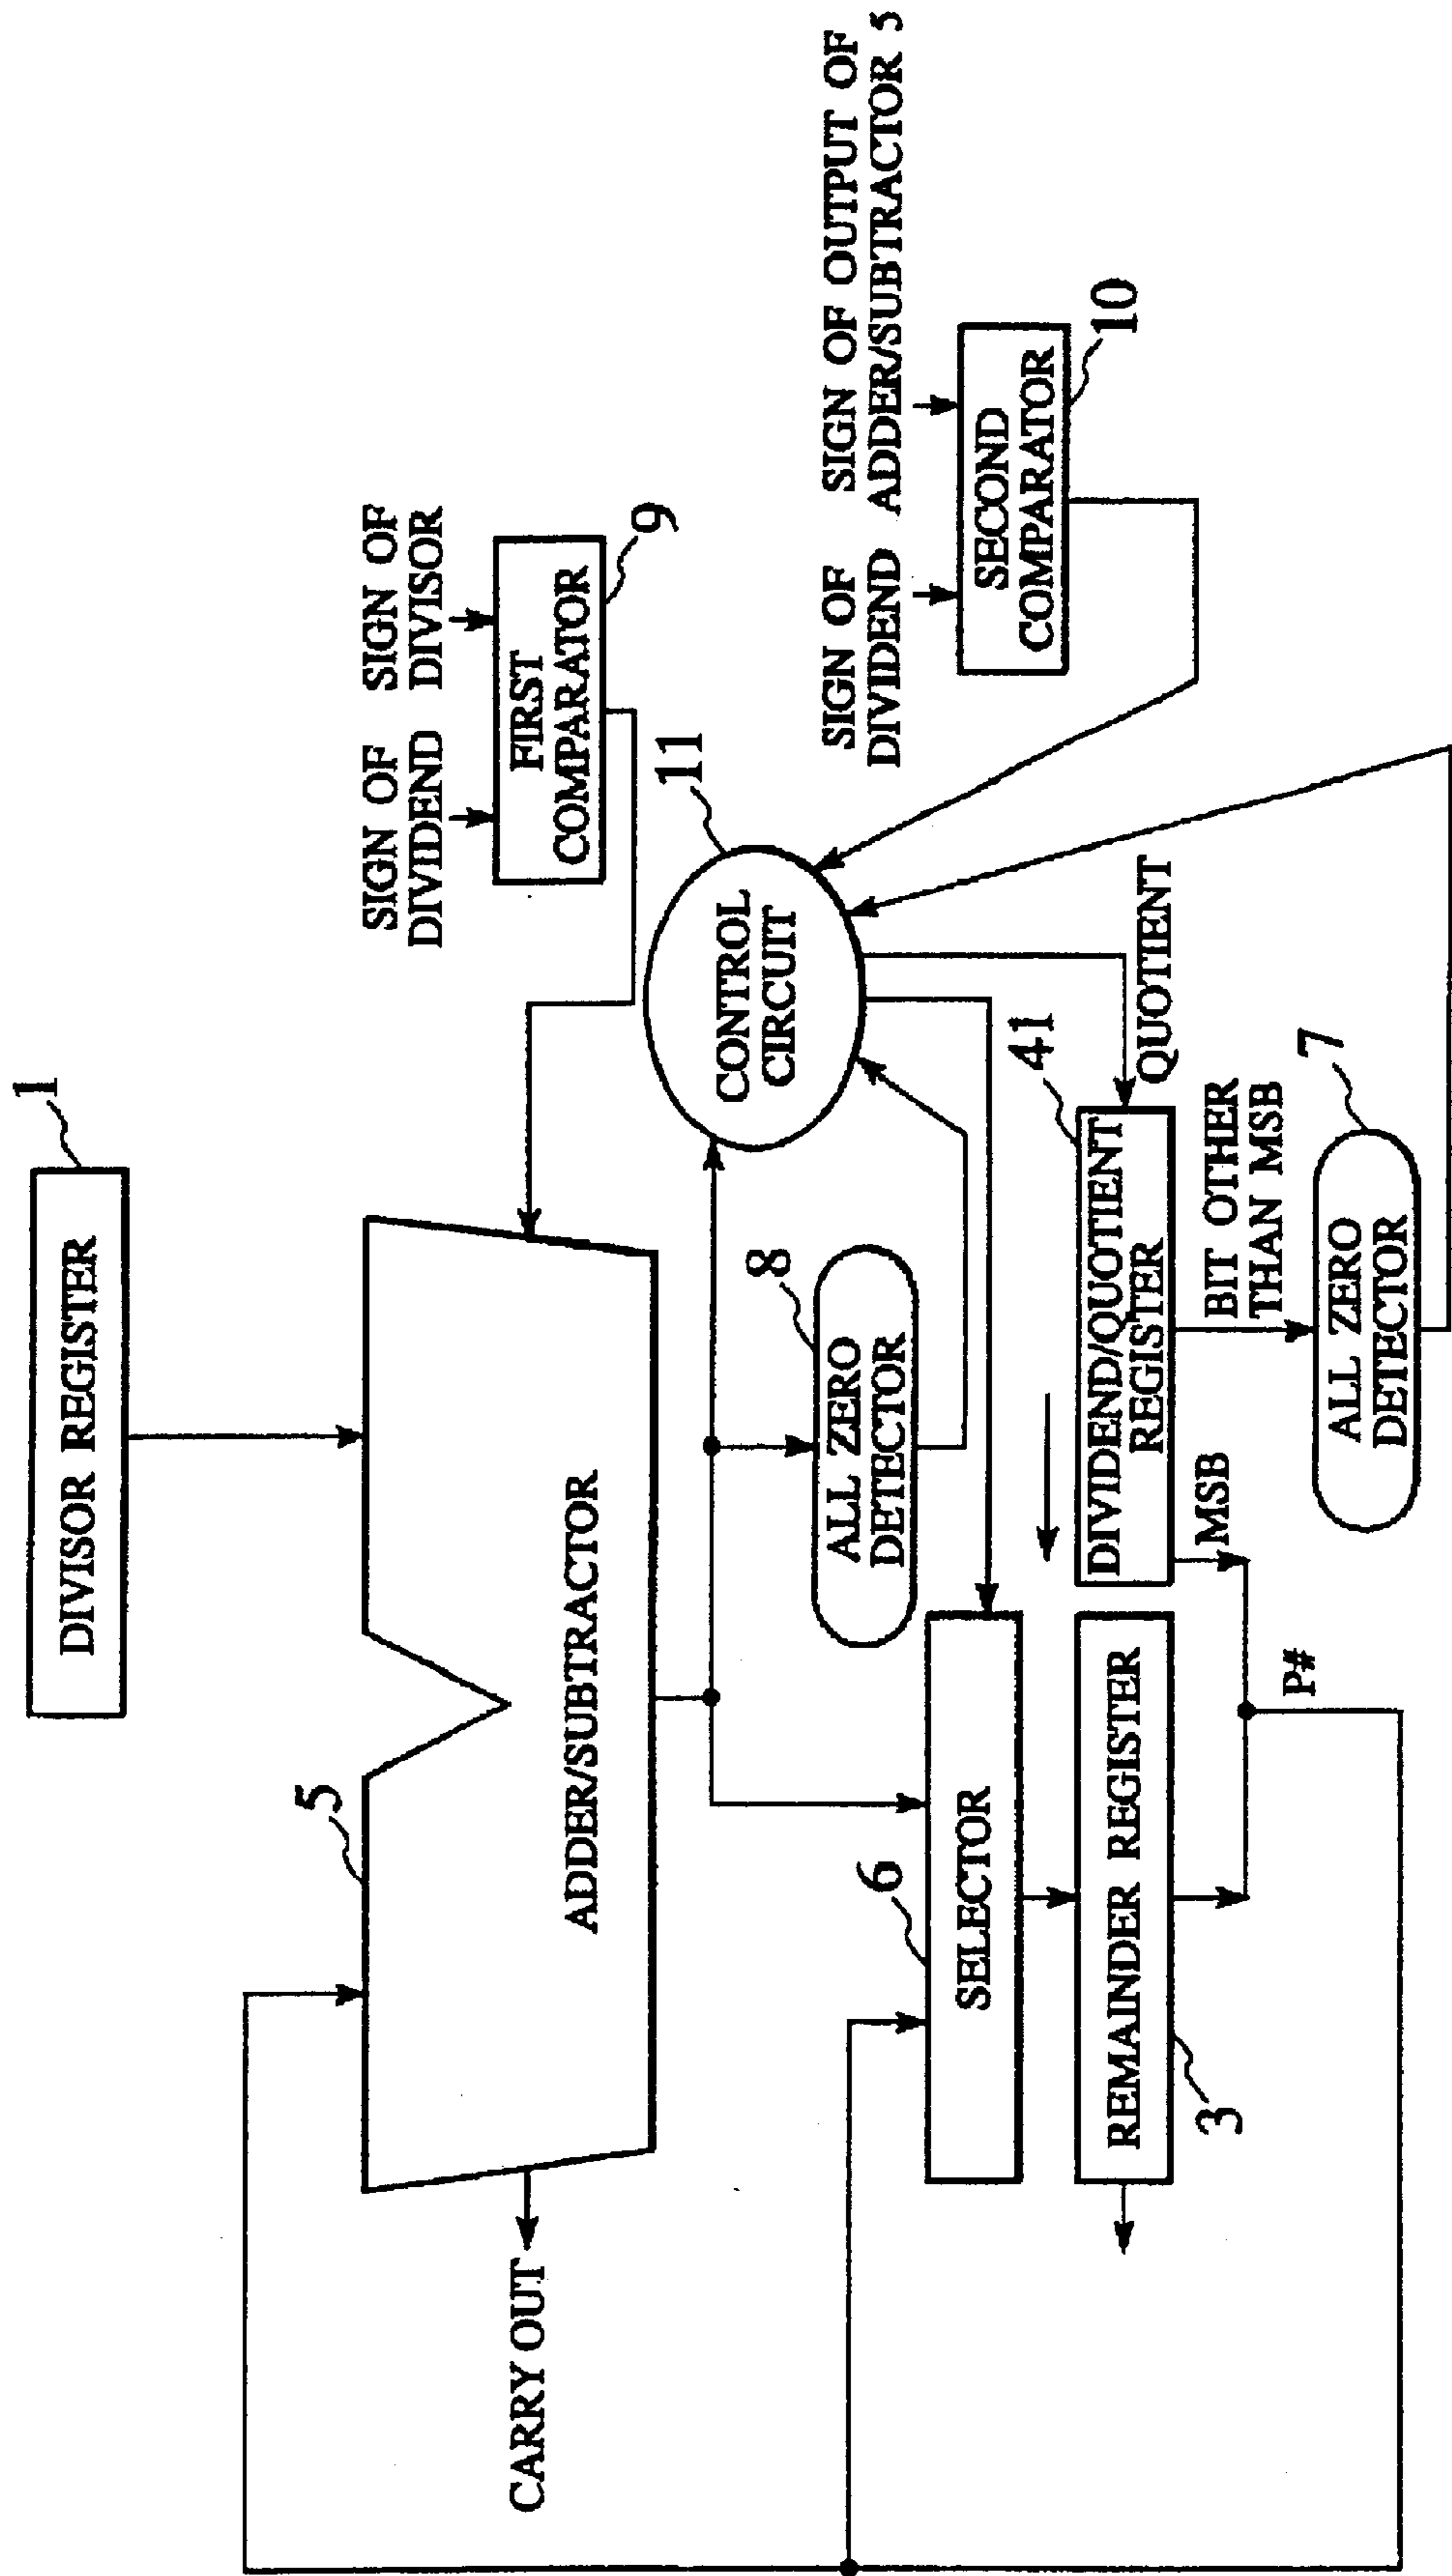 1
DIVISOR REGISTER
5
ADDER/SUBTRACTOR
CARRY OUT
SIGN OF
DIVIDEND
SIGN OF
DIVISOR
FIRST
COMPARATOR
9
11
CONTROL
CIRCUIT
8
ALL ZERO
DETECTOR
SIGN OF
DIVIDEND
SIGN OF OUTPUT OF
ADDER/SUBTRACTOR 5
SECOND
COMPARATOR
10
6
SELECTOR
REMAINDER REGISTER
3
41
DIVIDEND/QUOTIENT
REGISTER
QUOTIENT
MSB
BIT OTHER
THAN MSB
P#
7
ALL ZERO
DETECTOR